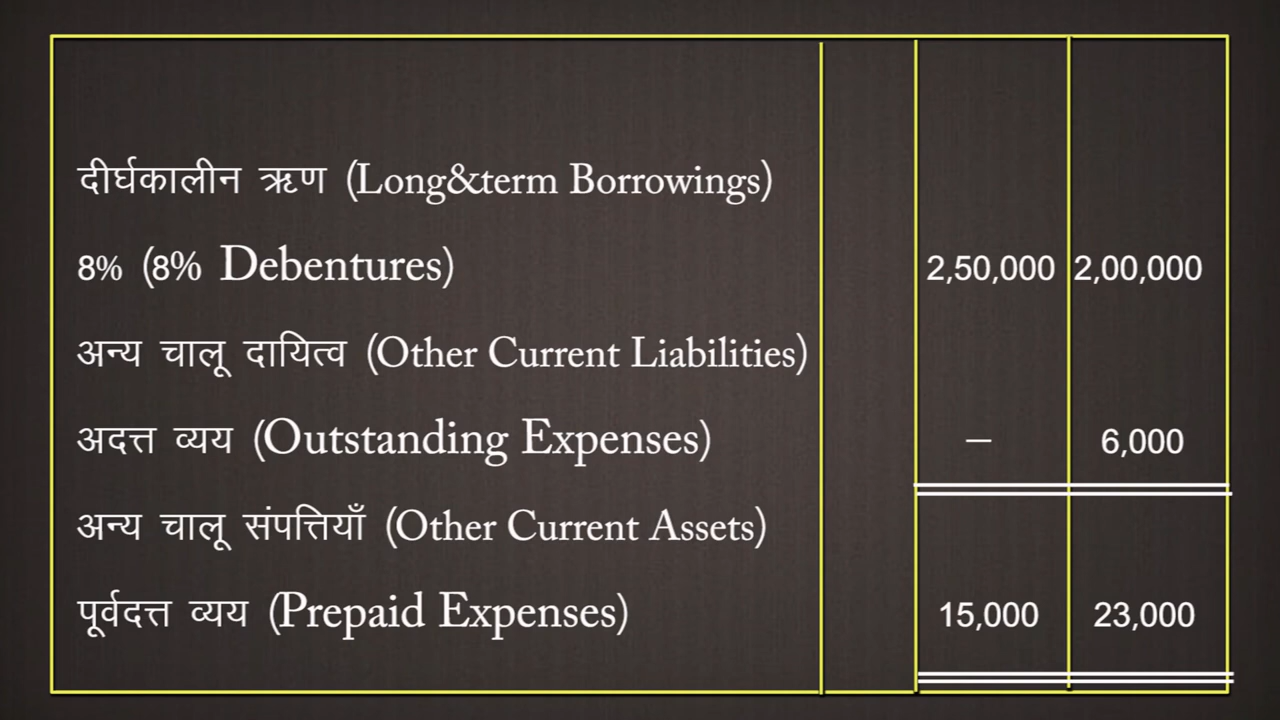 दीर्घकालीन ऋण (Long&term Borrowings)
8% (8% Debentures) 2,50,000 2,00,000
अन्य चालू दायित्व (Other Current Liabilities)
अदत्त व्यय (Outstanding Expenses) — 6,000
अन्य चालू संपत्तियाँ (Other Current Assets)
पूर्वदत्त व्यय (Prepaid Expenses) 15,000 23,000